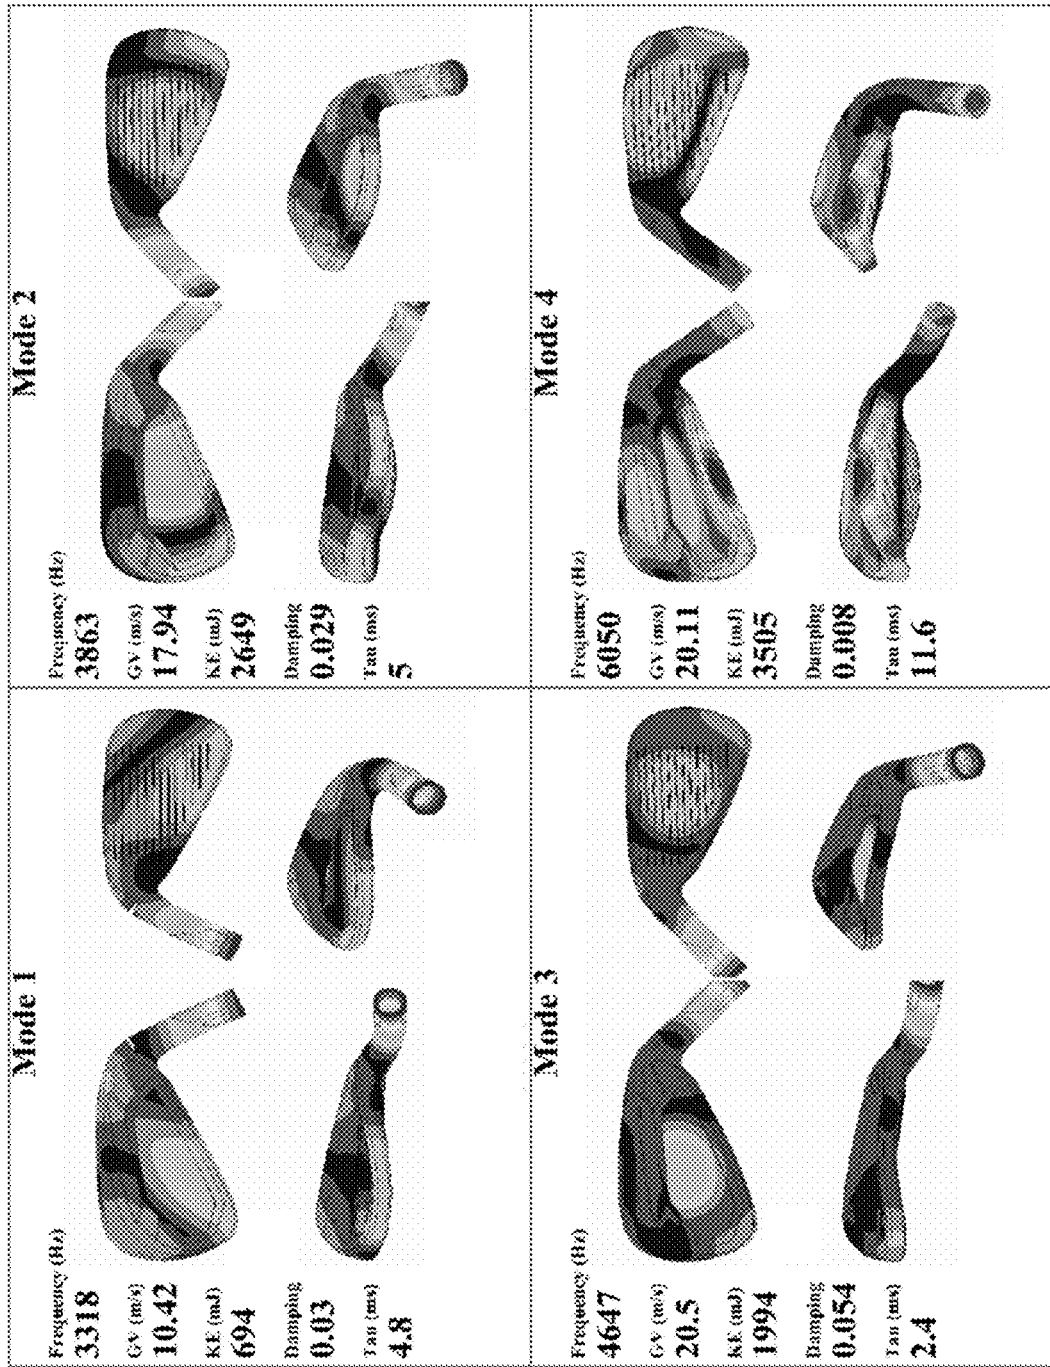 Mode 1
Frequency (Hz)
3318
GV (m/s)
10.42
KE (mJ)
694
Damping
0.03
Tau (ms)
4.8
Mode 2
Frequency (Hz)
3863
GV (m/s)
17.94
KE (mJ)
2649
Damping
0.029
Tau (ms)
5
Mode 3
Frequency (Hz)
4647
GV (m/s)
20.5
KE (mJ)
1994
Damping
0.054
Tau (ms)
2.4
Mode 4
Frequency (Hz)
6050
GV (m/s)
20.11
KE (mJ)
3505
Damping
0.008
Tau (ms)
11.6